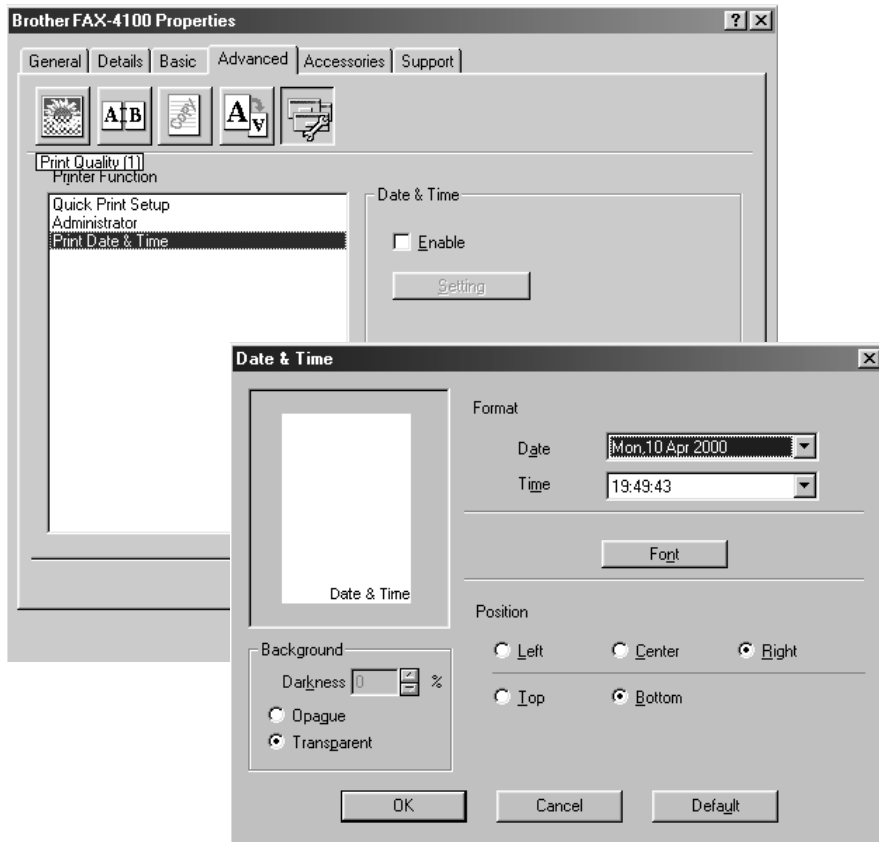 Brother FAX-4100 Properties
General Details Basic Advanced Accessories Support
A B COPY A A
Print Quality (1)
Printer Function
Quick Print Setup
Administrator
Print Date & Time
Date & Time
Enable
Setting
Date & Time
Date & Time
Background
Darkness 0 %
Opague
Transparent
Format
Date Mon,10 Apr 2000
Time 19:49:43
Font
Position
Left Center Right
Top Bottom
OK Cancel Default